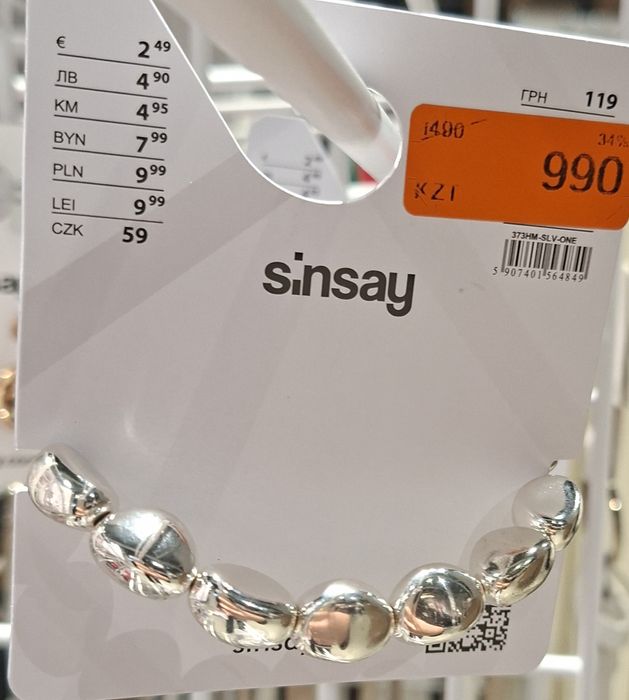 € 2 49
ЛВ 4 90
KM 4 95
BYN 7 99
PLN 9 99
LEI 9 99
CZK 59
ГРН 119
1490
34%
990
KZT
373HM-SLV-ONE
5 907401 564849
sinsay